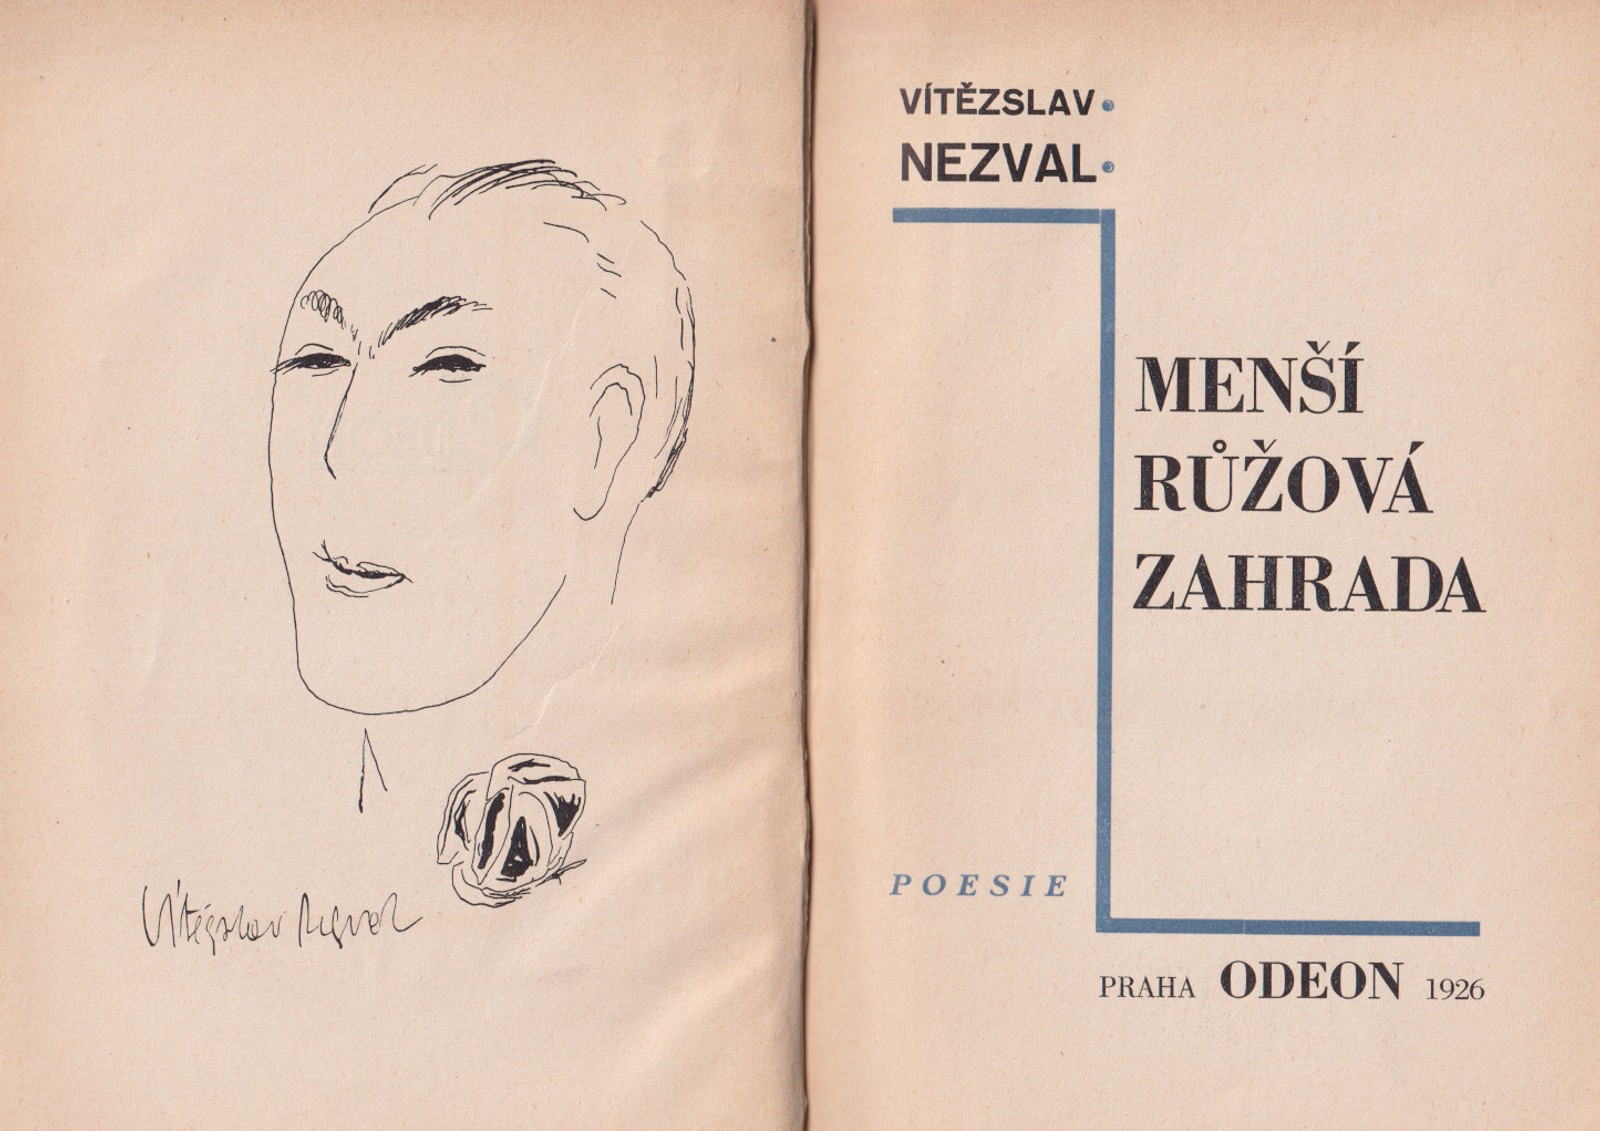 Vítězslav Nezval
VÍTĚZSLAV
NEZVAL
MENŠÍ
RŮŽOVÁ
ZAHRADA
POESIE
PRAHA ODEON 1926